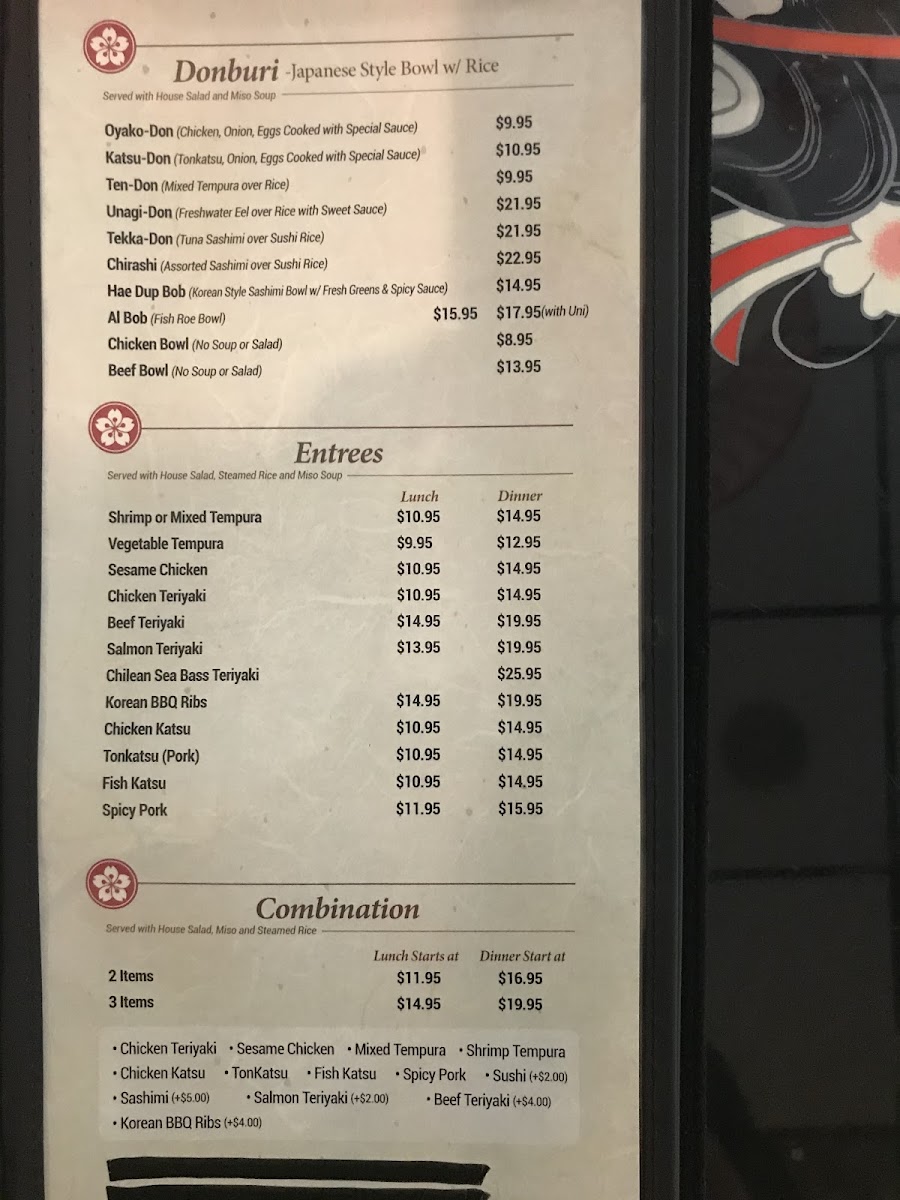 Donburi -Japanese Style Bowl w/ Rice
Served with House Salad and Miso Soup
Oyako-Don (Chicken, Onion, Eggs Cooked with Special Sauce) $9.95
Katsu-Don (Tonkatsu, Onion, Eggs Cooked with Special Sauce) $10.95
Ten-Don (Mixed Tempura over Rice) $9.95
Unagi-Don (Freshwater Eel over Rice with Sweet Sauce) $21.95
Tekka-Don (Tuna Sashimi over Sushi Rice) $21.95
Chirashi (Assorted Sashimi over Sushi Rice) $22.95
Hae Dup Bob (Korean Style Sashimi Bowl w/ Fresh Greens & Spicy Sauce) $14.95
Al Bob (Fish Roe Bowl) $15.95 $17.95(with Uni)
Chicken Bowl (No Soup or Salad) $8.95
Beef Bowl (No Soup or Salad) $13.95
Entrees
Served with House Salad, Steamed Rice and Miso Soup
Lunch Dinner
Shrimp or Mixed Tempura $10.95 $14.95
Vegetable Tempura $9.95 $12.95
Sesame Chicken $10.95 $14.95
Chicken Teriyaki $10.95 $14.95
Beef Teriyaki $14.95 $19.95
Salmon Teriyaki $13.95 $19.95
Chilean Sea Bass Teriyaki $25.95
Korean BBQ Ribs $14.95 $19.95
Chicken Katsu $10.95 $14.95
Tonkatsu (Pork) $10.95 $14.95
Fish Katsu $10.95 $14.95
Spicy Pork $11.95 $15.95
Combination
Served with House Salad, Miso and Steamed Rice
Lunch Starts at Dinner Start at
2 Items $11.95 $16.95
3 Items $14.95 $19.95
• Chicken Teriyaki • Sesame Chicken • Mixed Tempura • Shrimp Tempura
• Chicken Katsu • TonKatsu • Fish Katsu • Spicy Pork • Sushi (+$2.00)
• Sashimi (+$5.00) • Salmon Teriyaki (+$2.00) • Beef Teriyaki (+$4.00)
• Korean BBQ Ribs (+$4.00)